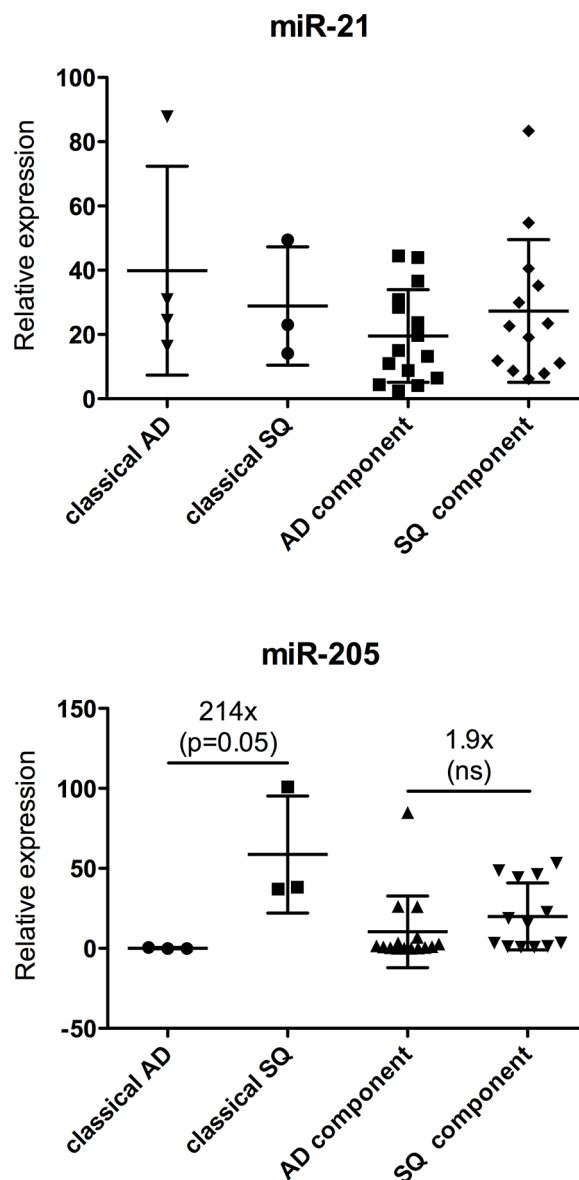 miR-21
100
80
60
40
20
0
Relative expression
classical AD
classical SQ
AD component
SQ component
miR-205
214x
(p=0.05)
1.9x
(ns)
150
100
50
0
-50
Relative expression
classical AD
classical SQ
AD component
SQ component